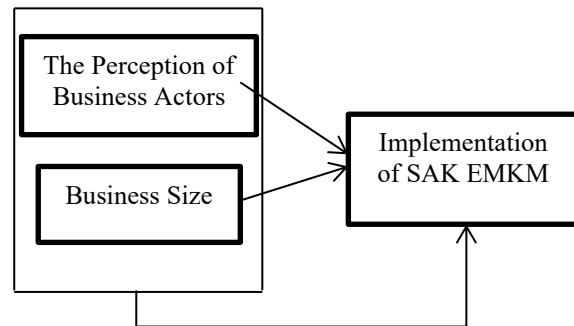 The Perception of
Business Actors
Business Size
Implementation
of SAK EMKM